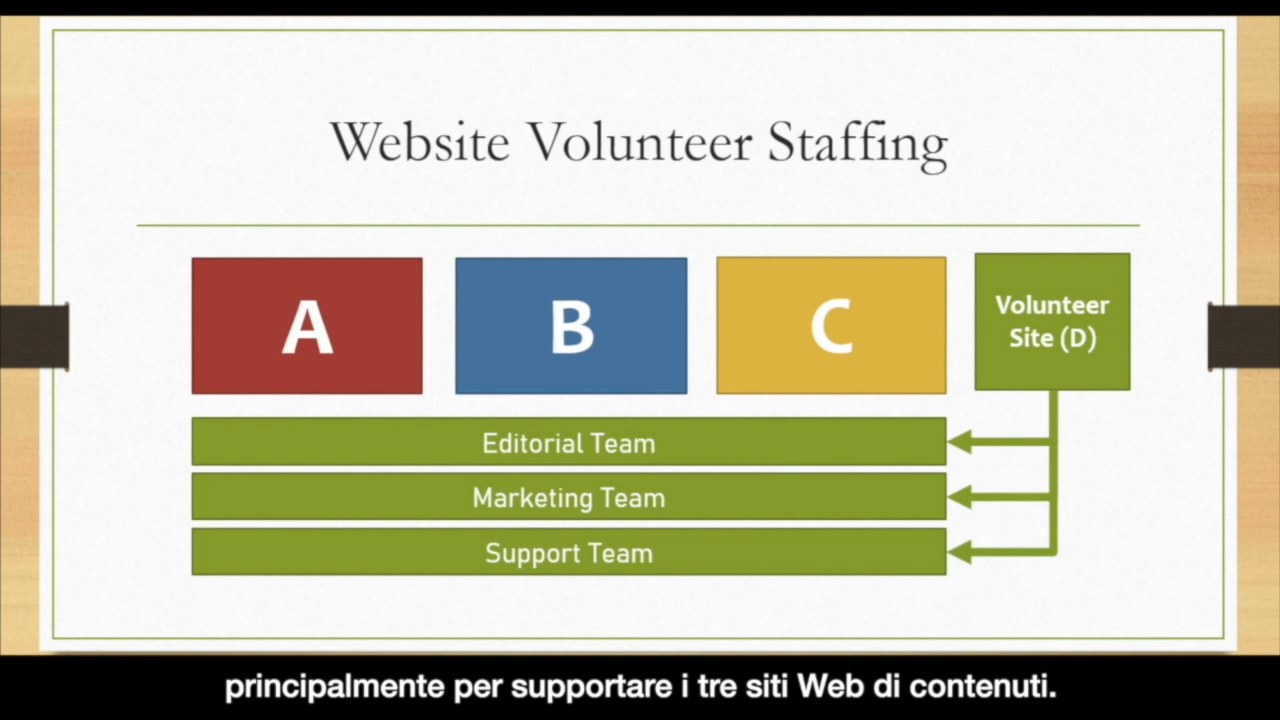 Website Volunteer Staffing
A
B
C
Volunteer
Site (D)
Editorial Team
Marketing Team
Support Team
principalmente per supportare i tre siti Web di contenuti.